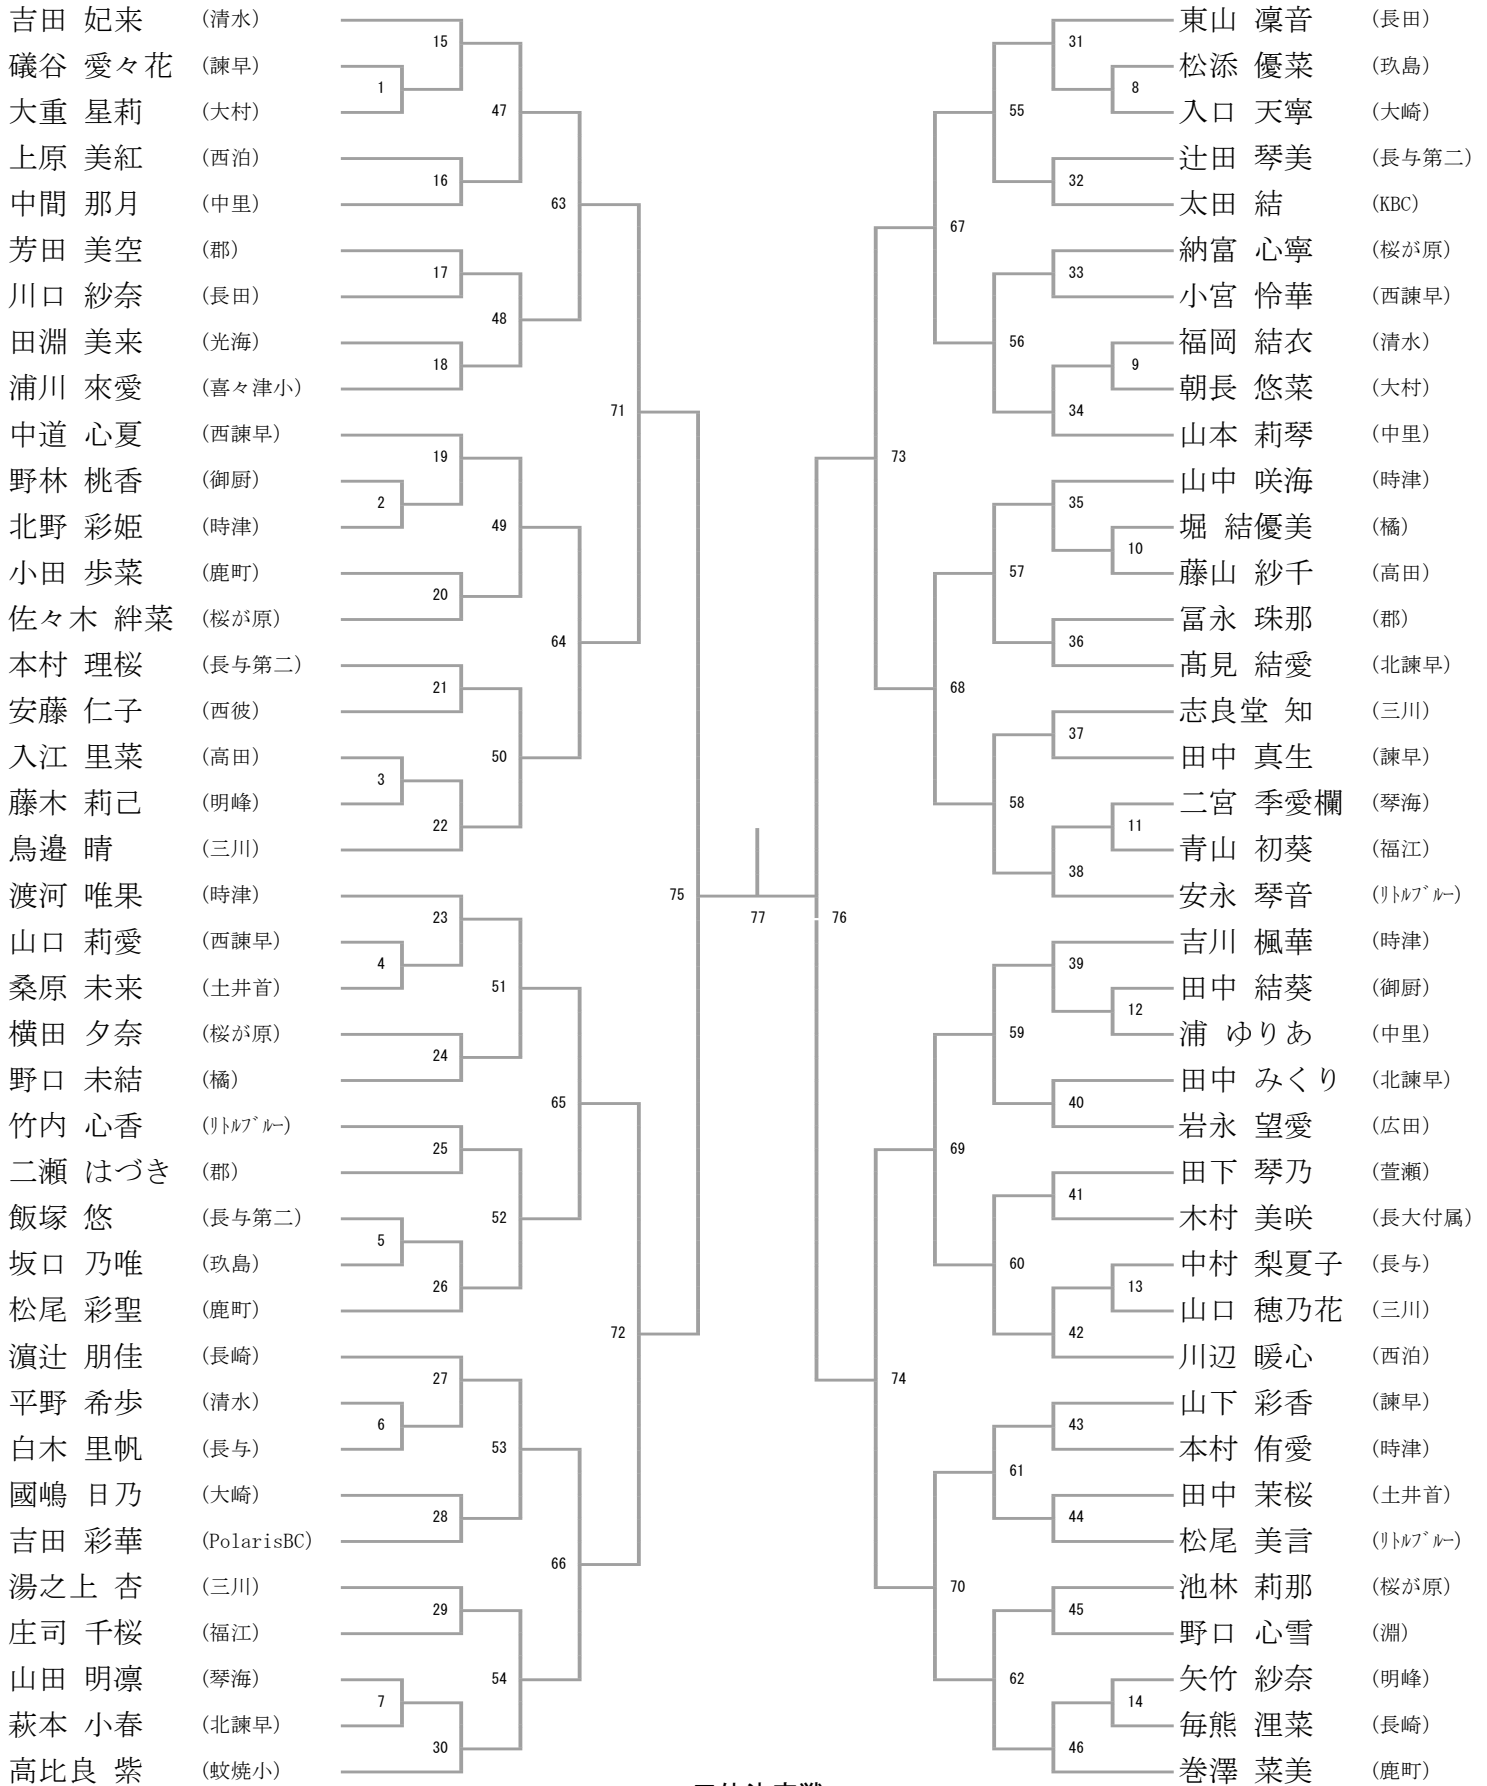 吉田 妃来 (清水)
礒谷 愛々花 (諫早)
大重 星莉 (大村)
上原 美紅 (西泊)
中間 那月 (中里)
芳田 美空 (郡)
川口 紗奈 (長田)
田淵 美来 (光海)
浦川 來愛 (喜々津小)
中道 心夏 (西諫早)
野林 桃香 (御厨)
北野 彩姫 (時津)
小田 歩菜 (鹿町)
佐々木 絆菜 (桜が原)
本村 理桜 (長与第二)
安藤 仁子 (西彼)
入江 里菜 (高田)
藤木 莉己 (明峰)
鳥邉 晴 (三川)
渡河 唯果 (時津)
山口 莉愛 (西諫早)
桑原 未来 (土井首)
横田 夕奈 (桜が原)
野口 未結 (橘)
竹内 心香 (ﾘﾄﾙﾌﾞﾙｰ)
二瀬 はづき (郡)
飯塚 悠 (長与第二)
坂口 乃唯 (玖島)
松尾 彩聖 (鹿町)
濵辻 朋佳 (長崎)
平野 希歩 (清水)
白木 里帆 (長与)
國嶋 日乃 (大崎)
吉田 彩華 (PolarisBC)
湯之上 杏 (三川)
庄司 千桜 (福江)
山田 明凛 (琴海)
萩本 小春 (北諫早)
高比良 紫 (蚊焼小)
15
1
47
16
63
17
48
18
71
19
2
49
20
64
21
50
3
22
75
23
4
51
24
65
25
52
5
26
72
27
6
53
28
66
29
54
7
30
77
76
31
8
55
32
67
33
56
9
34
73
35
10
57
36
68
37
58
11
38
39
12
59
40
69
41
60
13
42
74
43
61
44
70
45
62
14
46
東山 凜音 (長田)
松添 優菜 (玖島)
入口 天寧 (大崎)
辻田 琴美 (長与第二)
太田 結 (KBC)
納富 心寧 (桜が原)
小宮 怜華 (西諫早)
福岡 結衣 (清水)
朝長 悠菜 (大村)
山本 莉琴 (中里)
山中 咲海 (時津)
堀 結優美 (橘)
藤山 紗千 (高田)
冨永 珠那 (郡)
髙見 結愛 (北諫早)
志良堂 知 (三川)
田中 真生 (諫早)
二宮 季愛欄 (琴海)
青山 初葵 (福江)
安永 琴音 (ﾘﾄﾙﾌﾞﾙｰ)
吉川 楓華 (時津)
田中 結葵 (御厨)
浦 ゆりあ (中里)
田中 みくり (北諫早)
岩永 望愛 (広田)
田下 琴乃 (萱瀬)
木村 美咲 (長大付属)
中村 梨夏子 (長与)
山口 穂乃花 (三川)
川辺 暖心 (西泊)
山下 彩香 (諫早)
本村 侑愛 (時津)
田中 茉桜 (土井首)
松尾 美言 (ﾘﾄﾙﾌﾞﾙｰ)
池林 莉那 (桜が原)
野口 心雪 (淵)
矢竹 紗奈 (明峰)
毎熊 浬菜 (長崎)
巻澤 菜美 (鹿町)